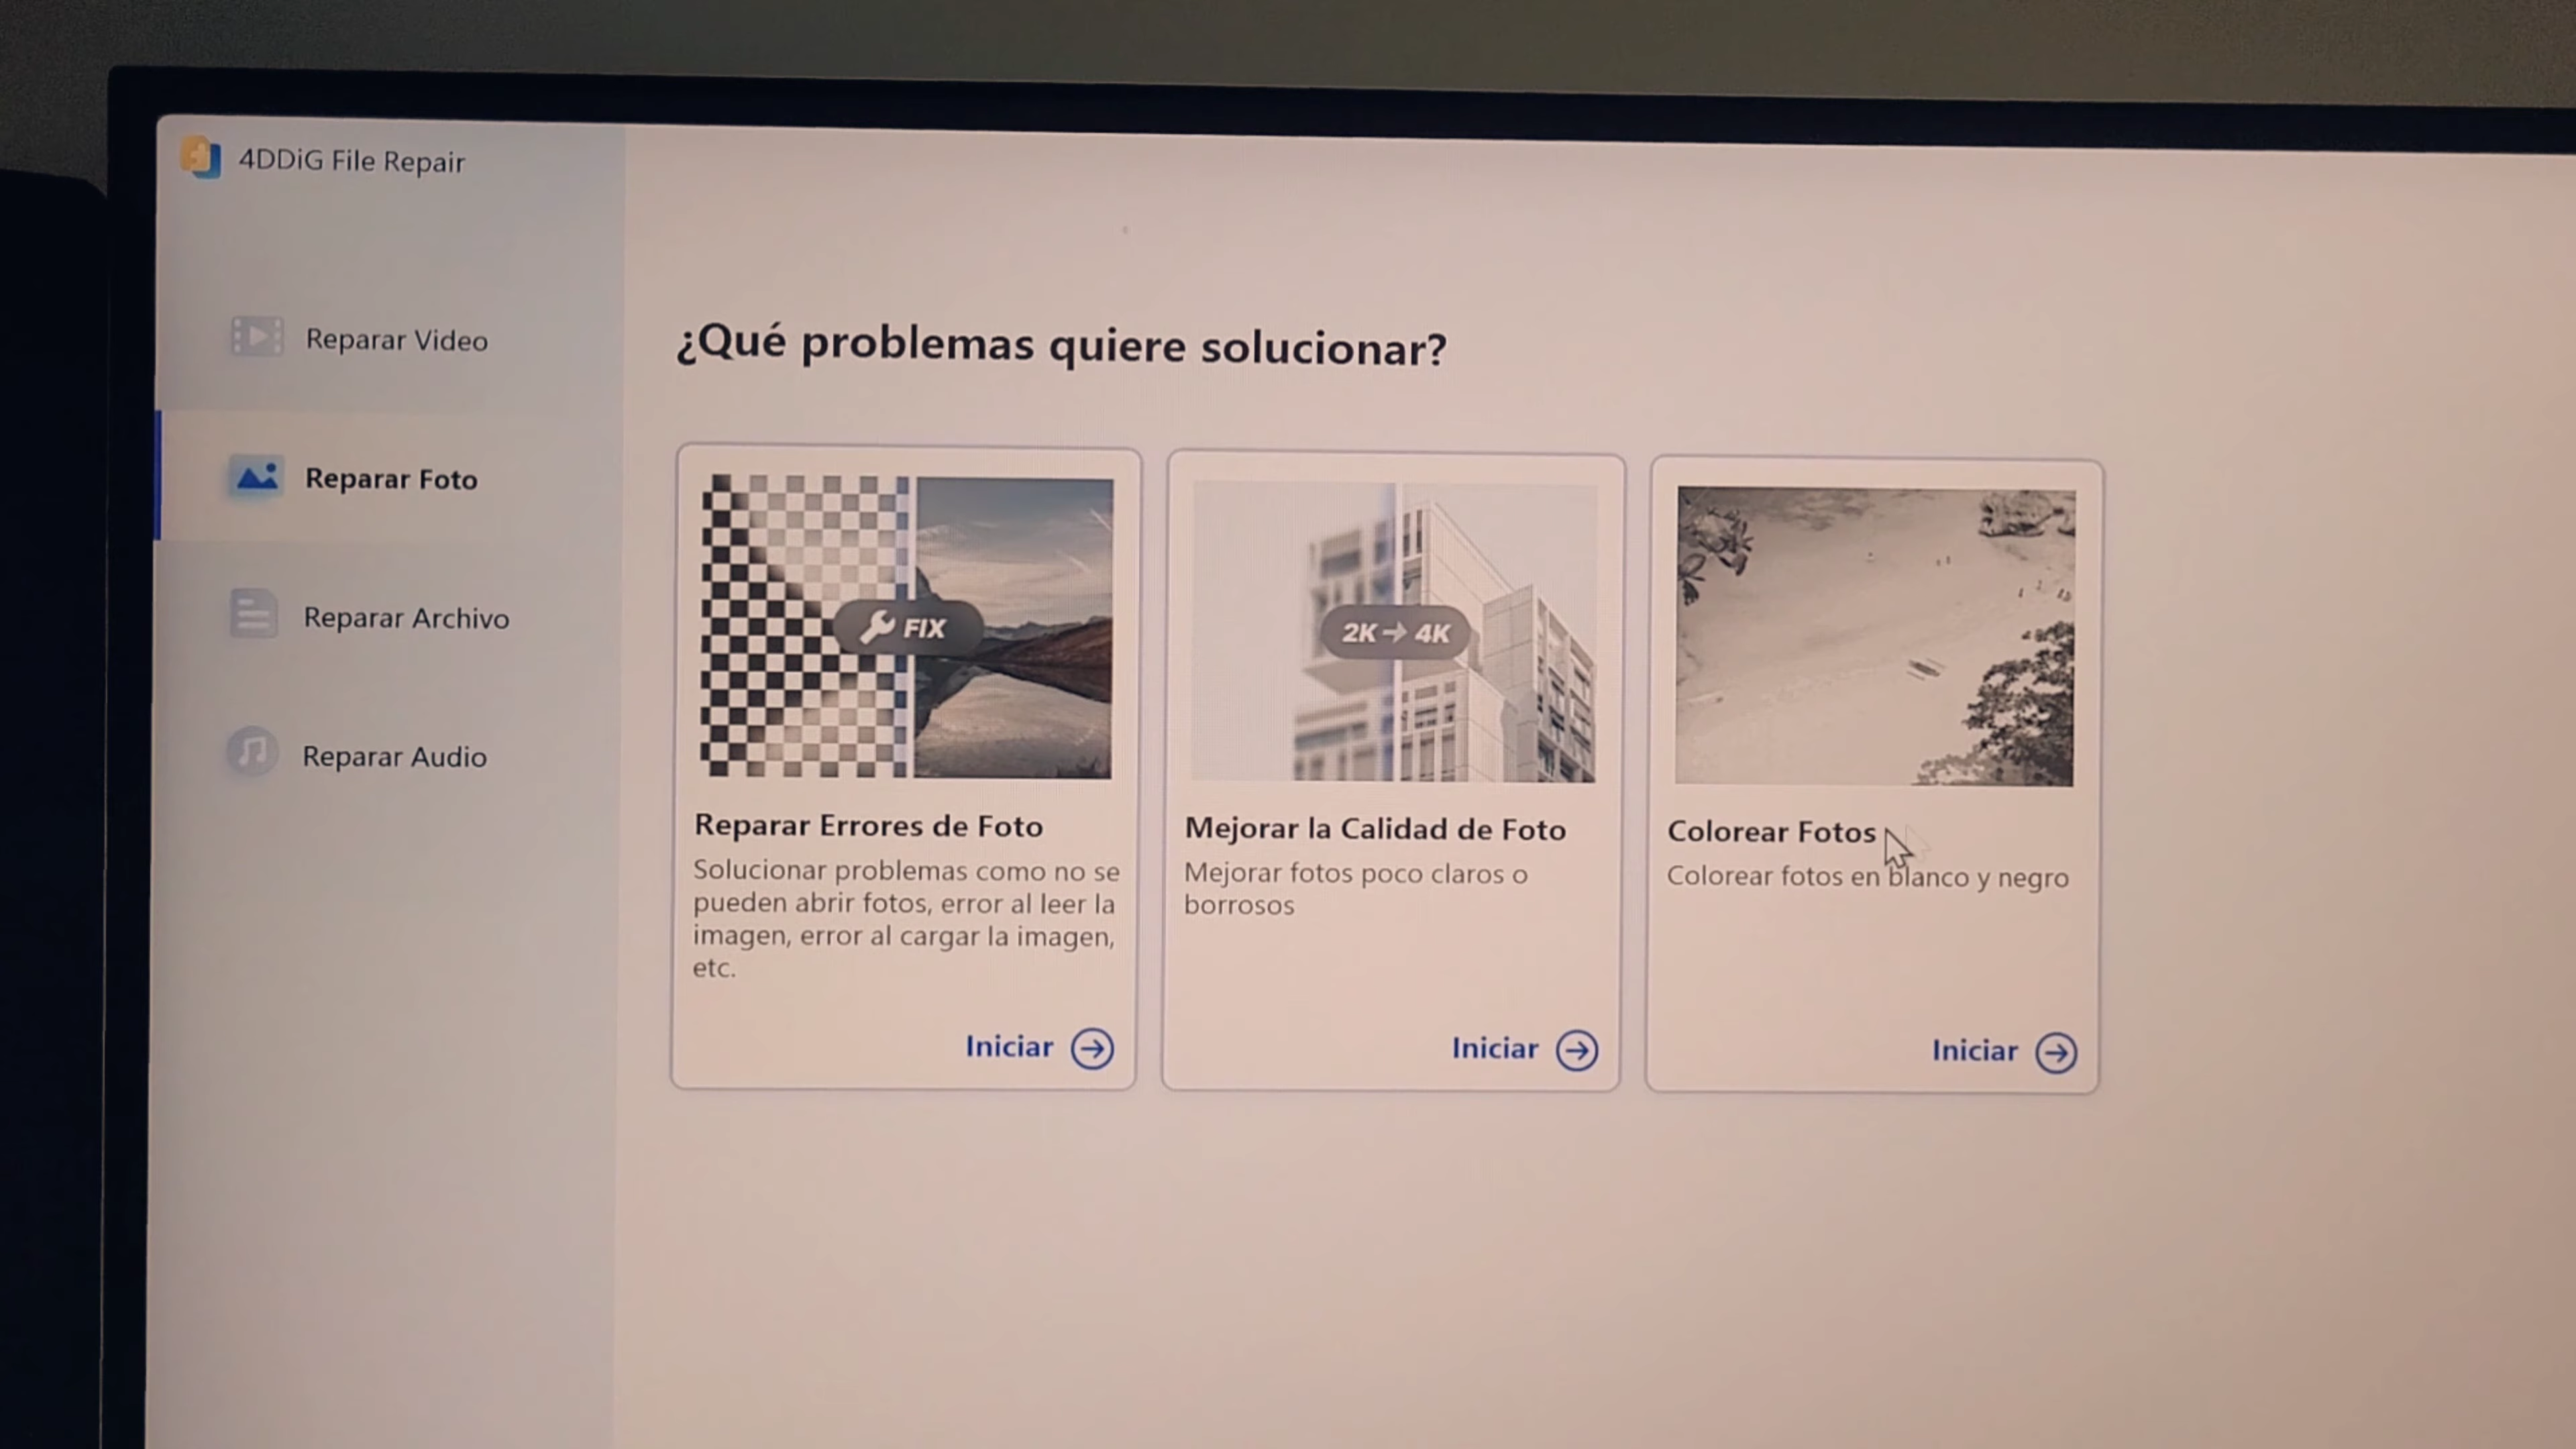 4DDiG File Repair
Reparar Video
Reparar Foto
Reparar Archivo
Reparar Audio
¿Qué problemas quiere solucionar?
FIX
Reparar Errores de Foto
Solucionar problemas como no se
pueden abrir fotos, error al leer la
imagen, error al cargar la imagen,
etc.
Iniciar
2K → 4K
Mejorar la Calidad de Foto
Mejorar fotos poco claros o
borrosos
Iniciar
Colorear Fotos
Colorear fotos en blanco y negro
Iniciar